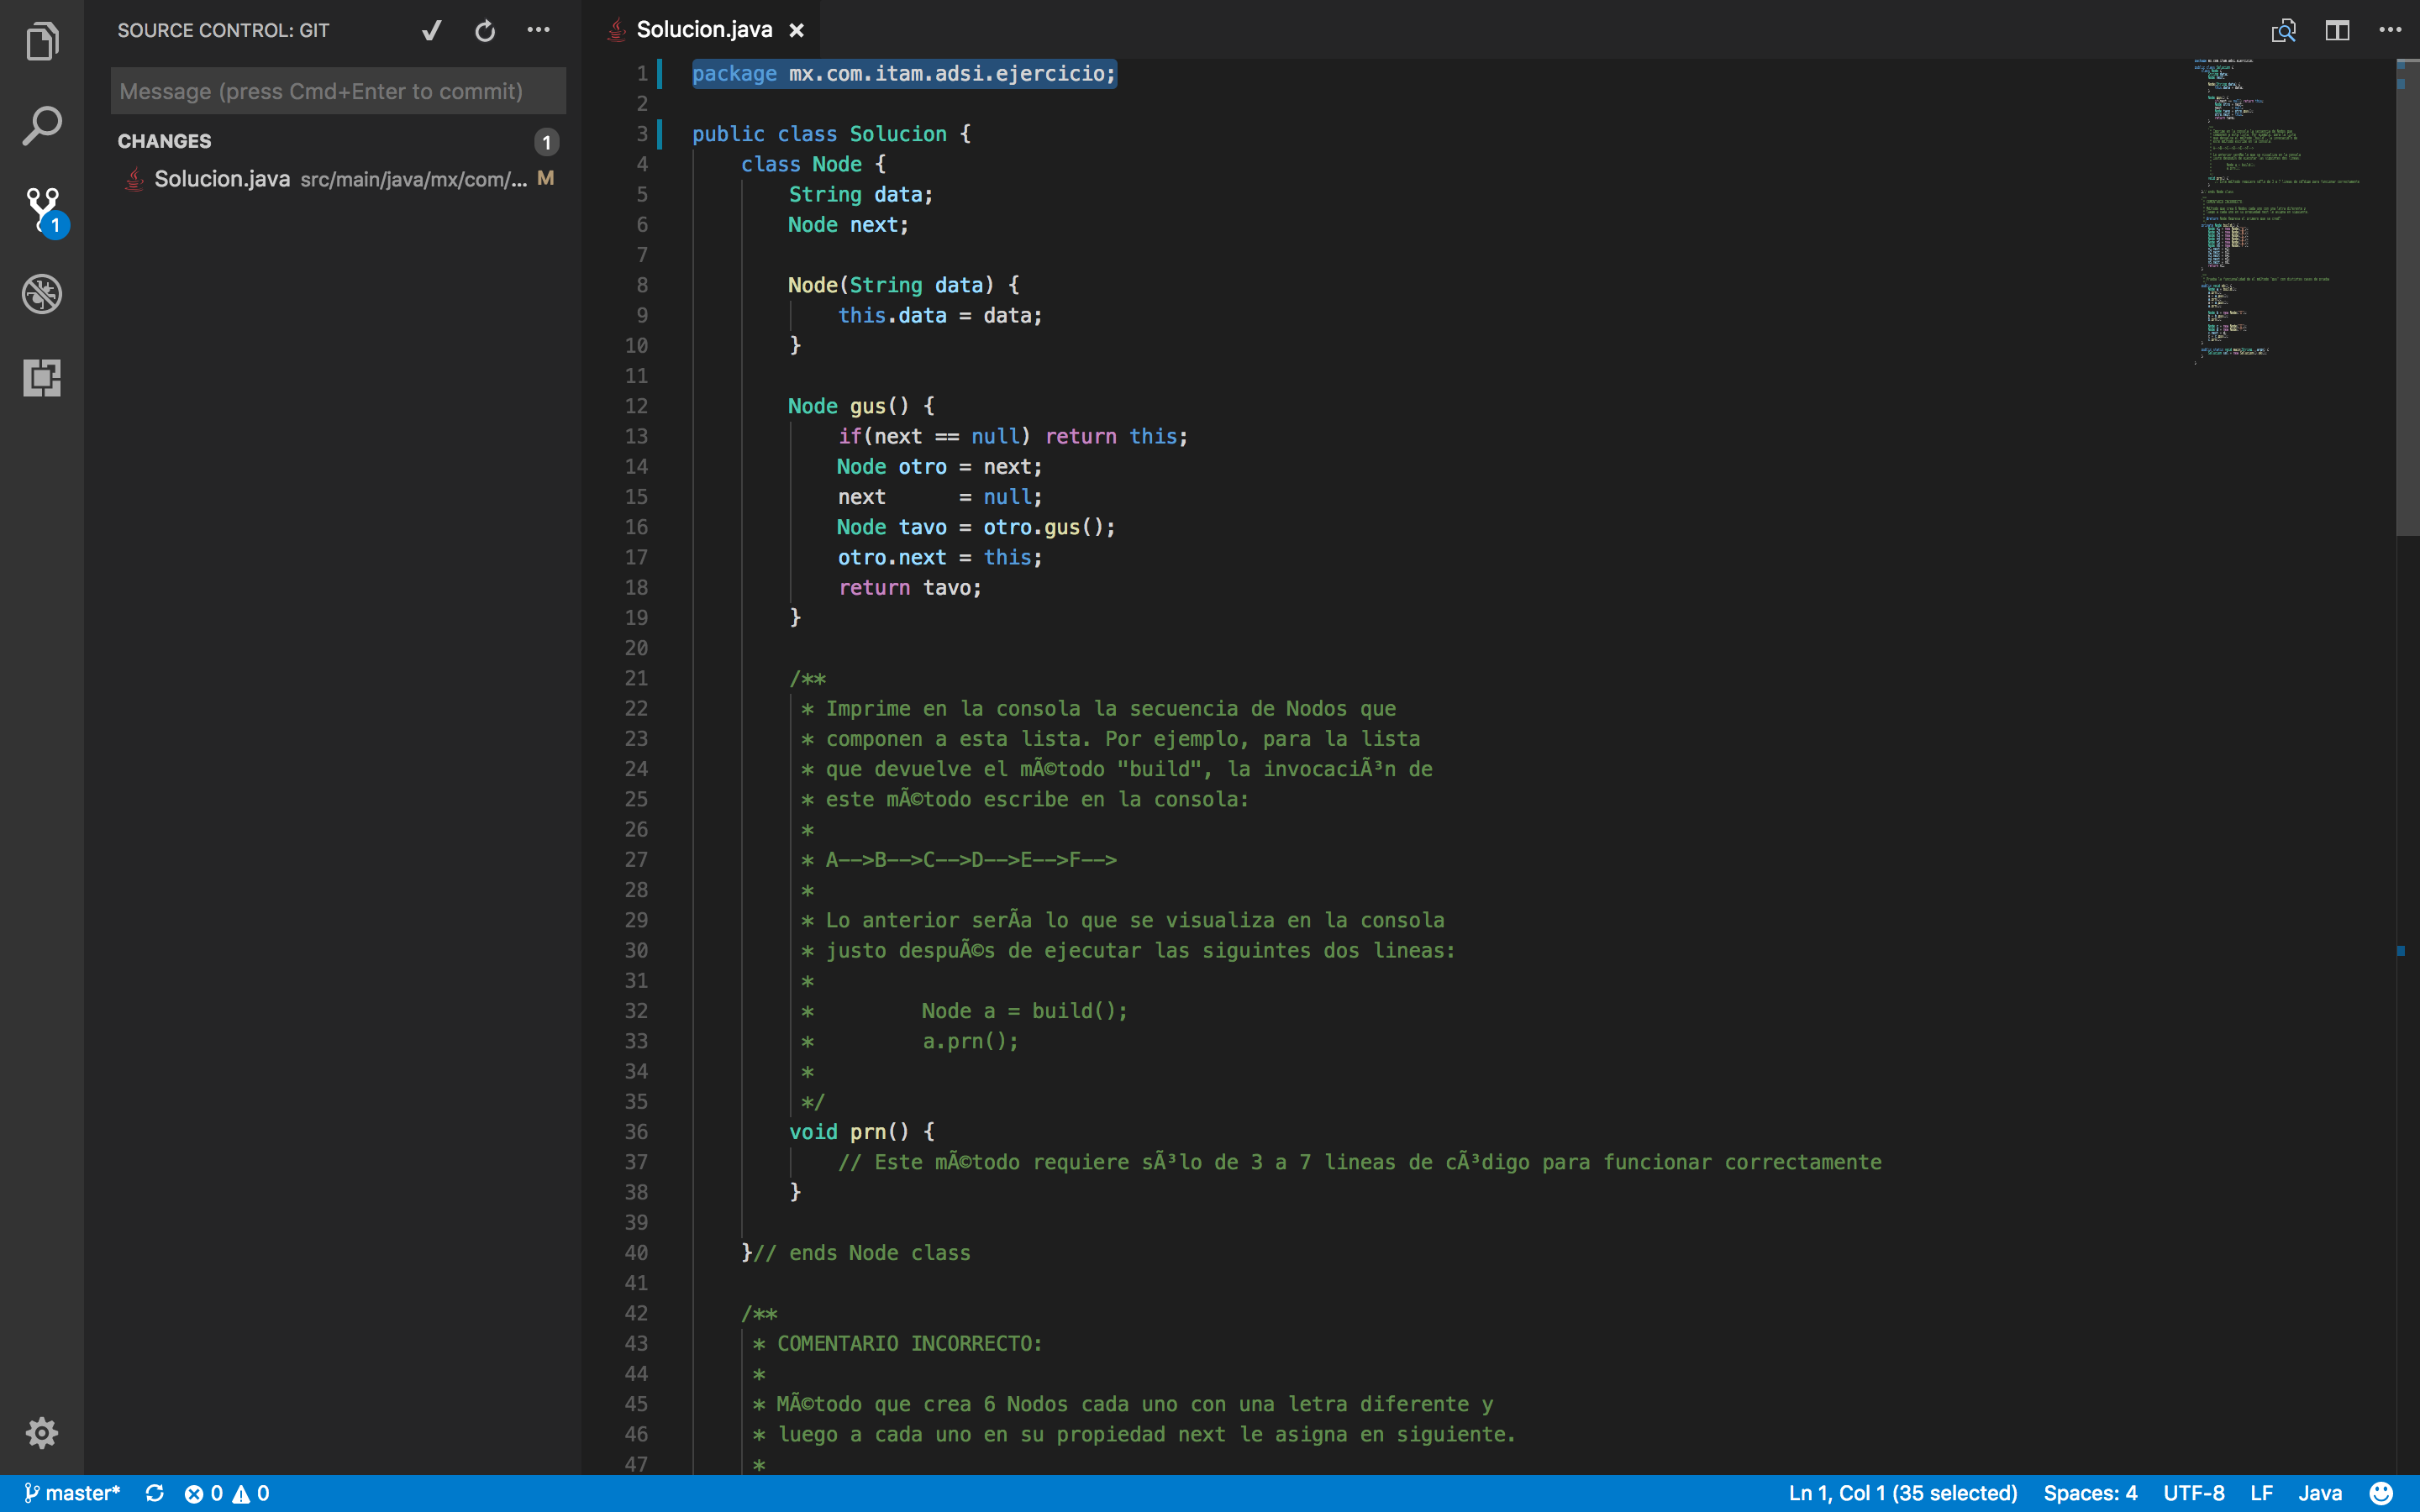 SOURCE CONTROL: GIT
Message (press Cmd+Enter to commit)
CHANGES 1
Solucion.java src/main/java/mx/com/... M
1
Solucion.java
1 package mx.com.itam.adsi.ejercicio;
2
3 public class Solucion {
4     class Node {
5         String data;
6         Node next;
7
8         Node(String data) {
9             this.data = data;
10         }
11
12         Node gus() {
13             if(next == null) return this;
14             Node otro = next;
15             next      = null;
16             Node tavo = otro.gus();
17             otro.next = this;
18             return tavo;
19         }
20
21         /**
22          * Imprime en la consola la secuencia de Nodos que
23          * componen a esta lista. Por ejemplo, para la lista
24          * que devuelve el mÃ©todo "build", la invocaciÃ³n de
25          * este mÃ©todo escribe en la consola:
26          *
27          * A-->B-->C-->D-->E-->F-->
28          *
29          * Lo anterior serÃa lo que se visualiza en la consola
30          * justo despuÃ©s de ejecutar las siguintes dos lineas:
31          *
32          *         Node a = build();
33          *         a.prn();
34          *
35          */
36         void prn() {
37             // Este mÃ©todo requiere sÃ³lo de 3 a 7 lineas de cÃ³digo para funcionar correctamente
38         }
39
40     }// ends Node class
41
42     /**
43      * COMENTARIO INCORRECTO:
44      *
45      * MÃ©todo que crea 6 Nodos cada uno con una letra diferente y
46      * luego a cada uno en su propiedad next le asigna en siguiente.
47      *
master* 0 0 Ln 1, Col 1 (35 selected) Spaces: 4 UTF-8 LF Java